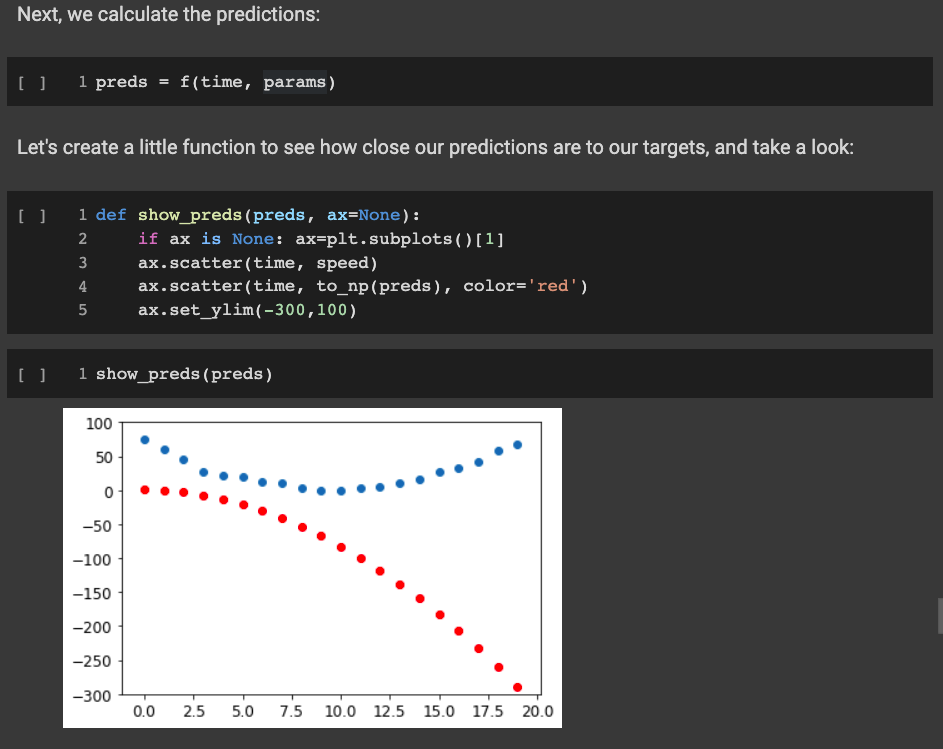 Next, we calculate the predictions:
[ ] 1 preds = f(time, params)
Let's create a little function to see how close our predictions are to our targets, and take a look:
[ ] 1 def show_preds(preds, ax=None):
2     if ax is None: ax=plt.subplots()[1]
3     ax.scatter(time, speed)
4     ax.scatter(time, to_np(preds), color='red')
5     ax.set_ylim(-300,100)
[ ] 1 show_preds(preds)
100
50
0
−50
−100
−150
−200
−250
−300
0.0 2.5 5.0 7.5 10.0 12.5 15.0 17.5 20.0